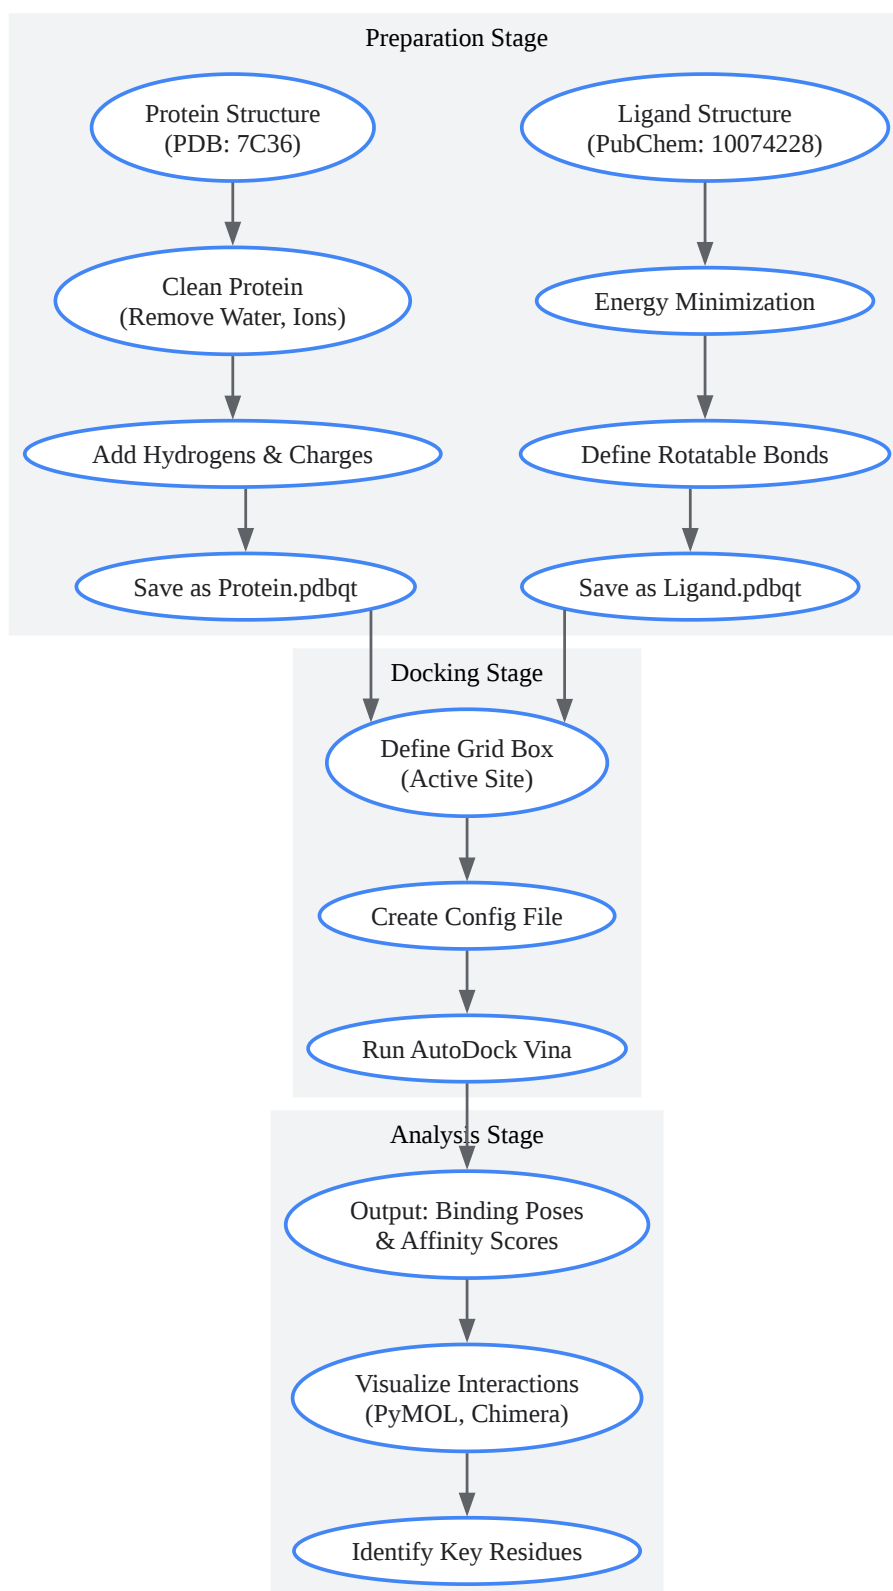 Preparation Stage
Protein Structure
(PDB: 7C36)
Ligand Structure
(PubChem: 10074228)
Clean Protein
(Remove Water, Ions)
Energy Minimization
Add Hydrogens & Charges
Define Rotatable Bonds
Save as Protein.pdbqt
Save as Ligand.pdbqt
Docking Stage
Define Grid Box
(Active Site)
Create Config File
Run AutoDock Vina
Analysis Stage
Output: Binding Poses
& Affinity Scores
Visualize Interactions
(PyMOL, Chimera)
Identify Key Residues